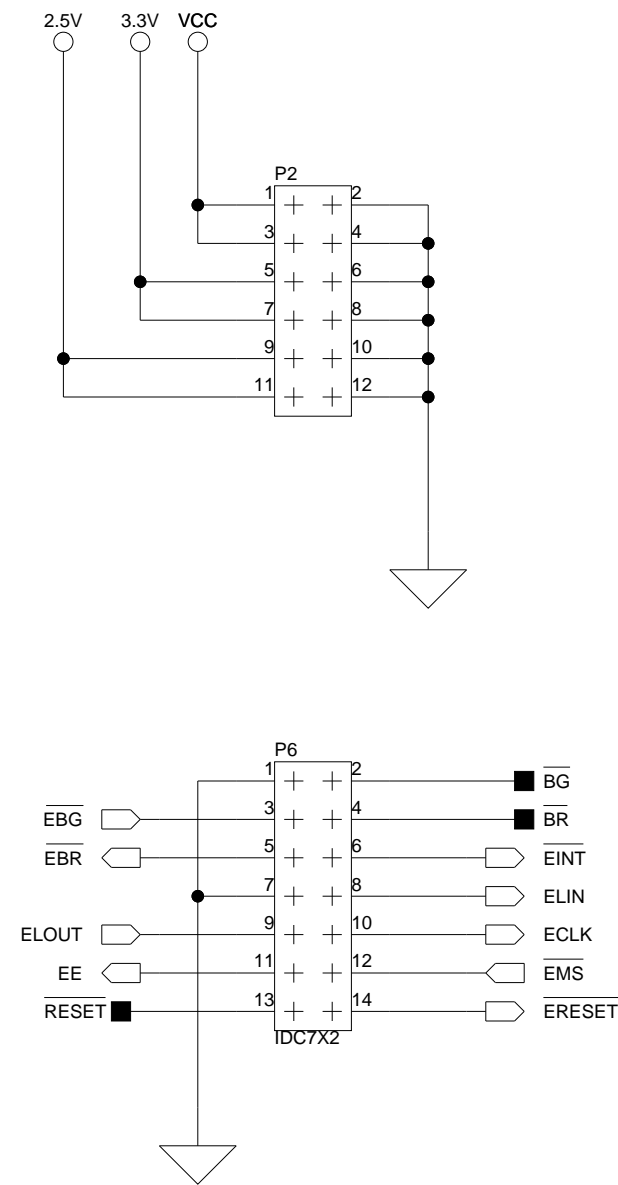 2.5V 3.3V VCC
P2
1 2
3 4
5 6
7 8
9 10
11 12
P6
1 2 BG
EBG 3 4 BR
EBR 5 6 EINT
7 8 ELIN
ELOUT 9 10 ECLK
EE 11 12 EMS
RESET 13 14 ERESET
IDC7X2